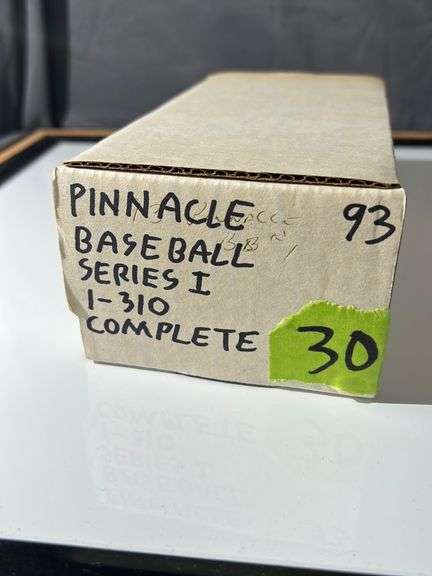 PINNACLE 93
BASEBALL
SERIES I
1-310
COMPLETE 30